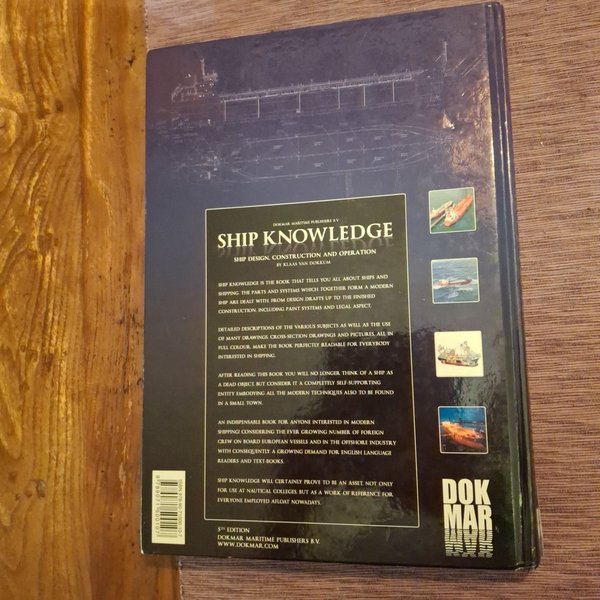 DOKMAR MARITIME PUBLISHERS B.V
SHIP KNOWLEDGE
SHIP DESIGN, CONSTRUCTION AND OPERATION
BY KLAAS VAN DOKKUM
SHIP KNOWLEDGE IS THE BOOK THAT TELLS YOU ALL ABOUT SHIPS AND
SHIPPING. THE PARTS AND SYSTEMS WHICH TOGETHER FORM A MODERN
SHIP ARE DEALT WITH, FROM DESIGN DRAFTS UP TO THE FINISHED
CONSTRUCTION, INCLUDING PAINT SYSTEMS AND LEGAL ASPECT.
DETAILED DESCRIPTIONS OF THE VARIOUS SUBJECTS AS WELL AS THE USE
OF MANY DRAWINGS, CROSS-SECTION DRAWINGS AND PICTURES, ALL IN
FULL COLOUR, MAKE THE BOOK PERFECTLY READABLE FOR EVERYBODY
INTERESTED IN SHIPPING.
AFTER READING THIS BOOK YOU WILL NO LONGER THINK OF A SHIP AS
A DEAD OBJECT, BUT CONSIDER IT A COMPLETELY SELF-SUPPORTING
ENTITY EMBODYING ALL THE MODERN TECHNIQUES ALSO TO BE FOUND
IN A SMALL TOWN.
AN INDISPENSABLE BOOK FOR ANYONE INTERESTED IN MODERN
SHIPPING! CONSIDERING THE EVER GROWING NUMBER OF FOREIGN
CREW ON BOARD EUROPEAN VESSELS AND IN THE OFFSHORE INDUSTRY
WITH CONSEQUENTLY A GROWING DEMAND FOR ENGLISH LANGUAGE
READERS AND TEXT-BOOKS.
SHIP KNOWLEDGE WILL CERTAINLY PROVE TO BE AN ASSET, NOT ONLY
FOR USE AT NAUTICAL COLLEGES, BUT AS A WORK OF REFERENCE FOR
EVERYONE EMPLOYED AFLOAT NOWADAYS.
5TH EDITION
DOKMAR MARITIME PUBLISHERS B.V.
WWW.DOKMAR.COM
DOK
MAR